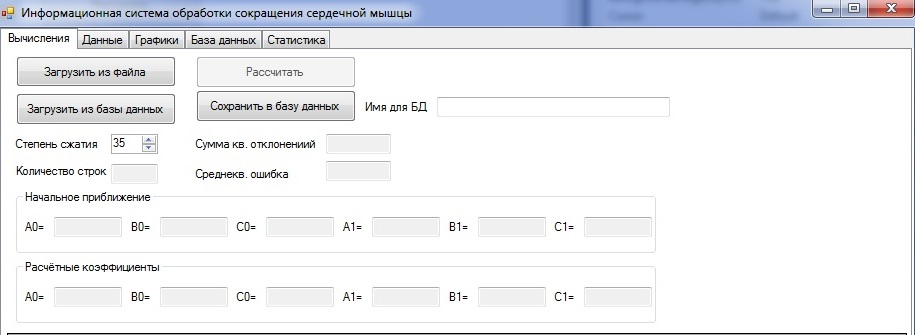 Информационная система обработки сокращения сердечной мышцы
Вычисления Данные Графики База данных Статистика
Загрузить из файла Рассчитать
Загрузить из базы данных Сохранить в базу данных Имя для БД
Степень сжатия 35 Сумма кв. отклонениий
Количество строк Среднекв. ошибка
Начальное приближение
A0= B0= C0= A1= B1= C1=
Расчётные коэффициенты
A0= B0= C0= A1= B1= C1=